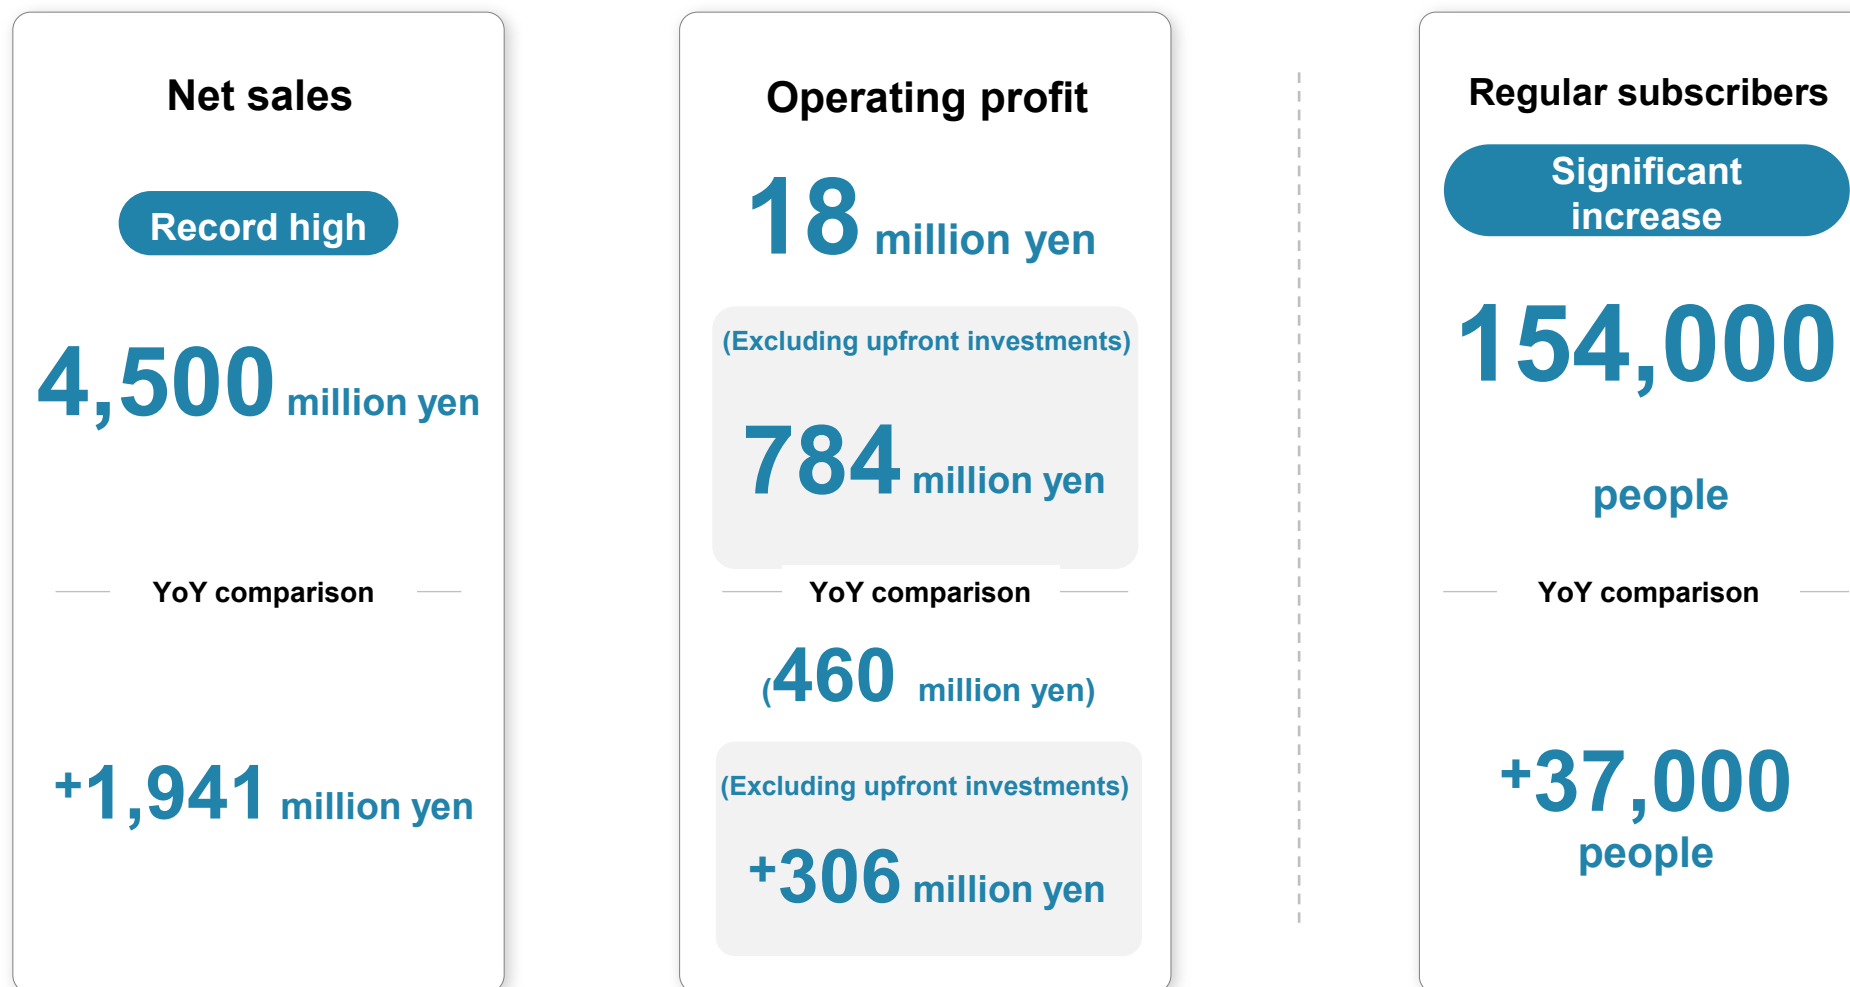 Net sales
Record high
4,500 million yen
YoY comparison
+1,941 million yen
Operating profit
18 million yen
(Excluding upfront investments)
784 million yen
YoY comparison
(460 million yen)
(Excluding upfront investments)
+306 million yen
Regular subscribers
Significant
increase
154,000
people
YoY comparison
+37,000
people